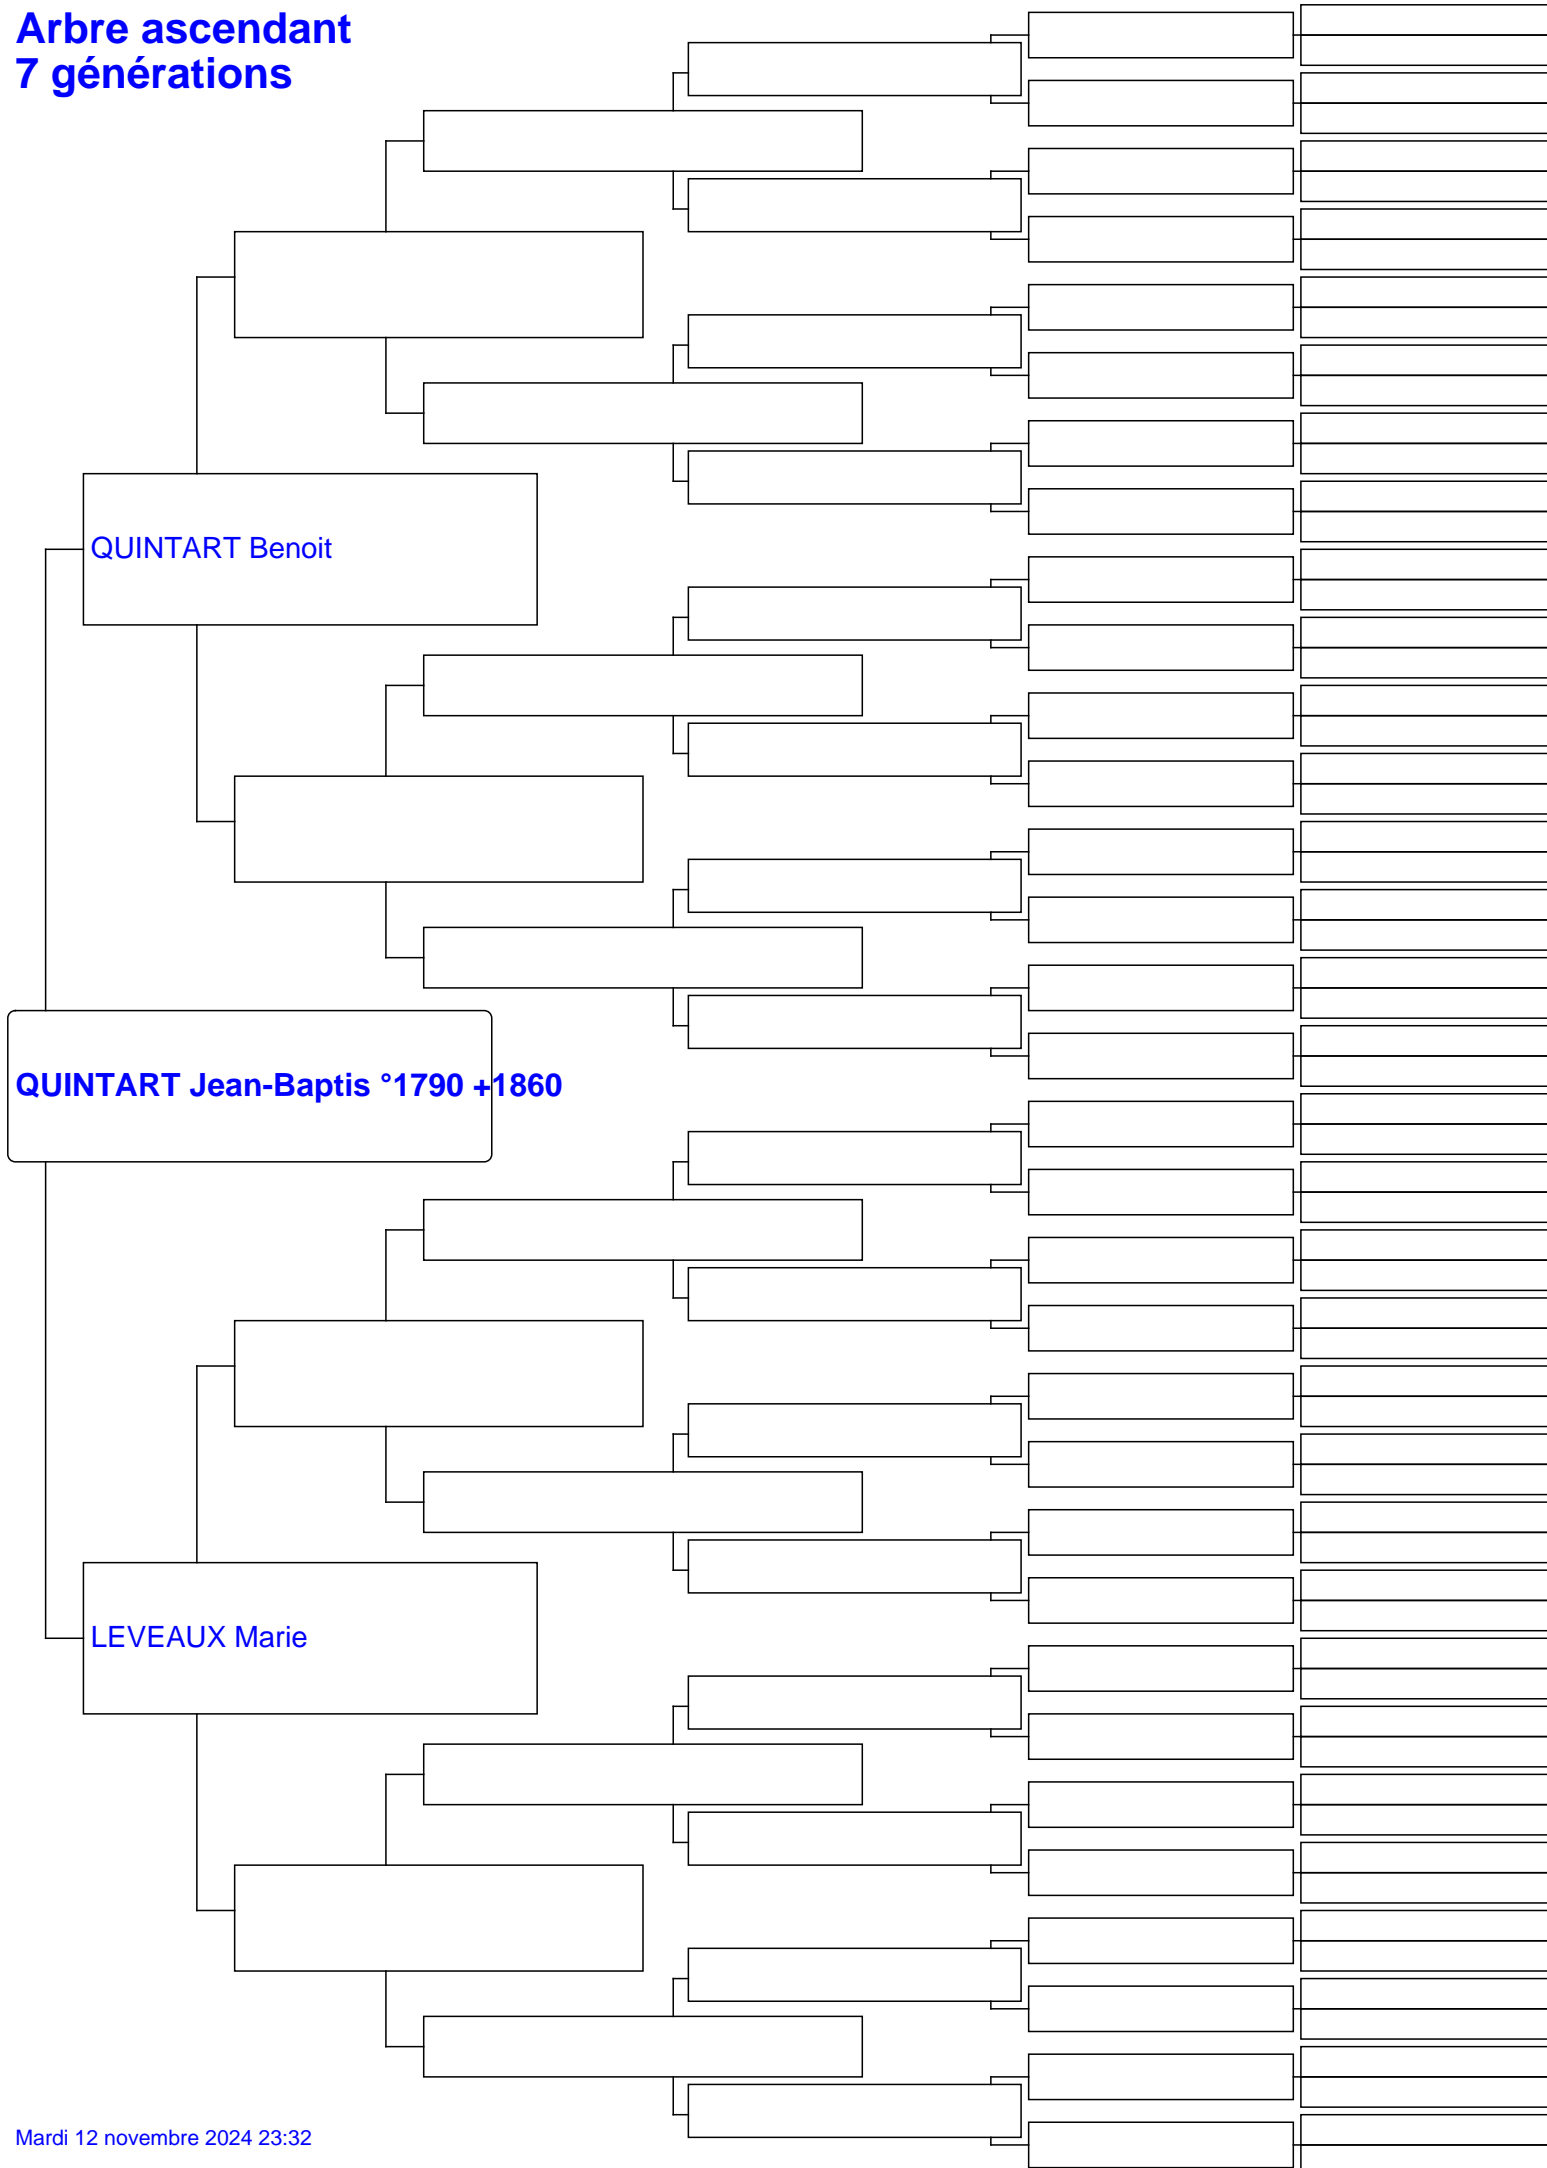 Arbre ascendant
7 générations
QUINTART Benoit
QUINTART Jean-Baptis °1790 +1860
LEVEAUX Marie
Mardi 12 novembre 2024 23:32